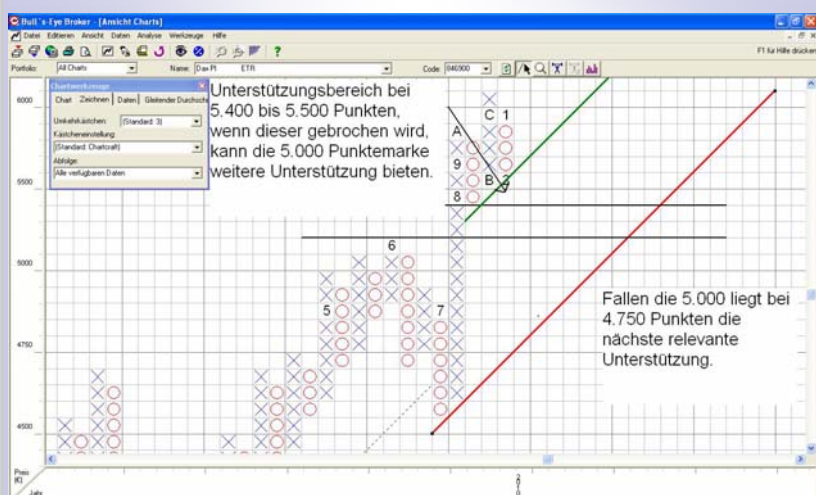 Bull's-Eye Broker - [Ansicht Charts]
Datei Editieren Ansicht Daten Analyse Werkzeuge Hilfe
F1 für Hilfe drücken
Portfolio: All Charts Name: Dax PI ETR Code: 846900
Chartwerkzeuge
Chart Zeichnen Daten Gleitender Durchschn
Umkehrkästchen: (Standard: 3)
Kästcheneinstellung:
(Standard: Chartcraft)
Abfolge:
Alle verfügbaren Daten
Unterstützungsbereich bei
5.400 bis 5.500 Punkten,
wenn dieser gebrochen wird,
kann die 5.000 Punktemarke
weitere Unterstützung bieten.
6000
C 1
A
9
5500
B 2
8
6
5000
5
7
Fallen die 5.000 liegt bei
4.750 Punkten die
nächste relevante
Unterstützung.
4750
4500
Preis
Jahr